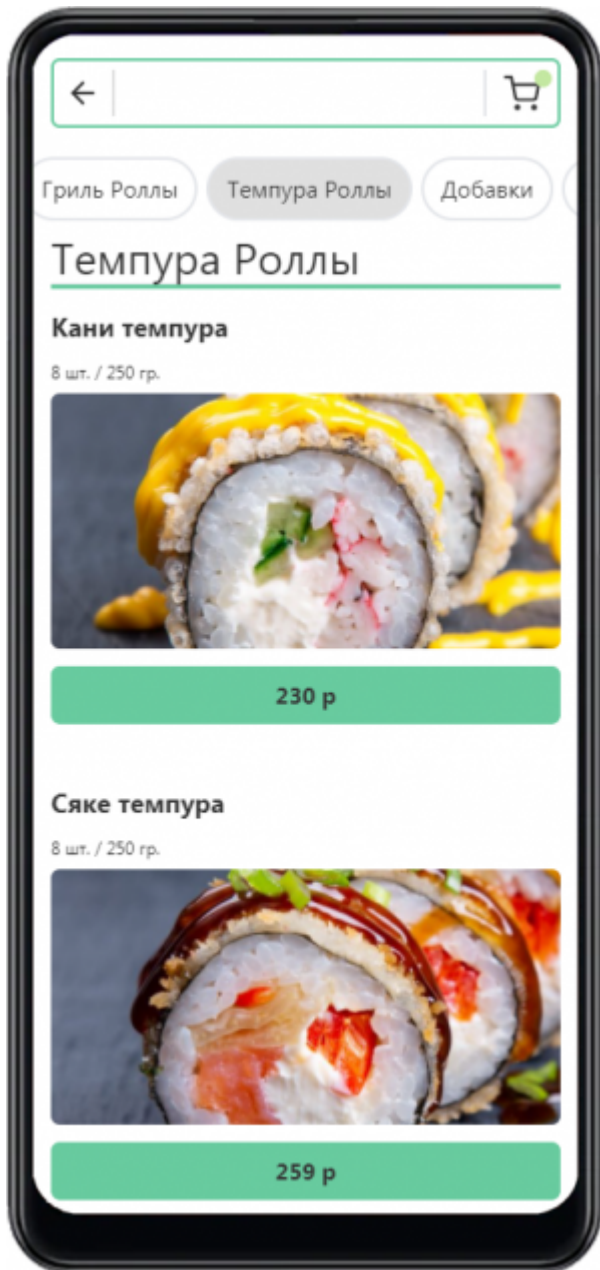 Гриль Роллы
Темпура Роллы
Добавки
Темпура Роллы
Кани темпура
8 шт. / 250 гр.
230 р
Сяке темпура
8 шт. / 250 гр.
259 р